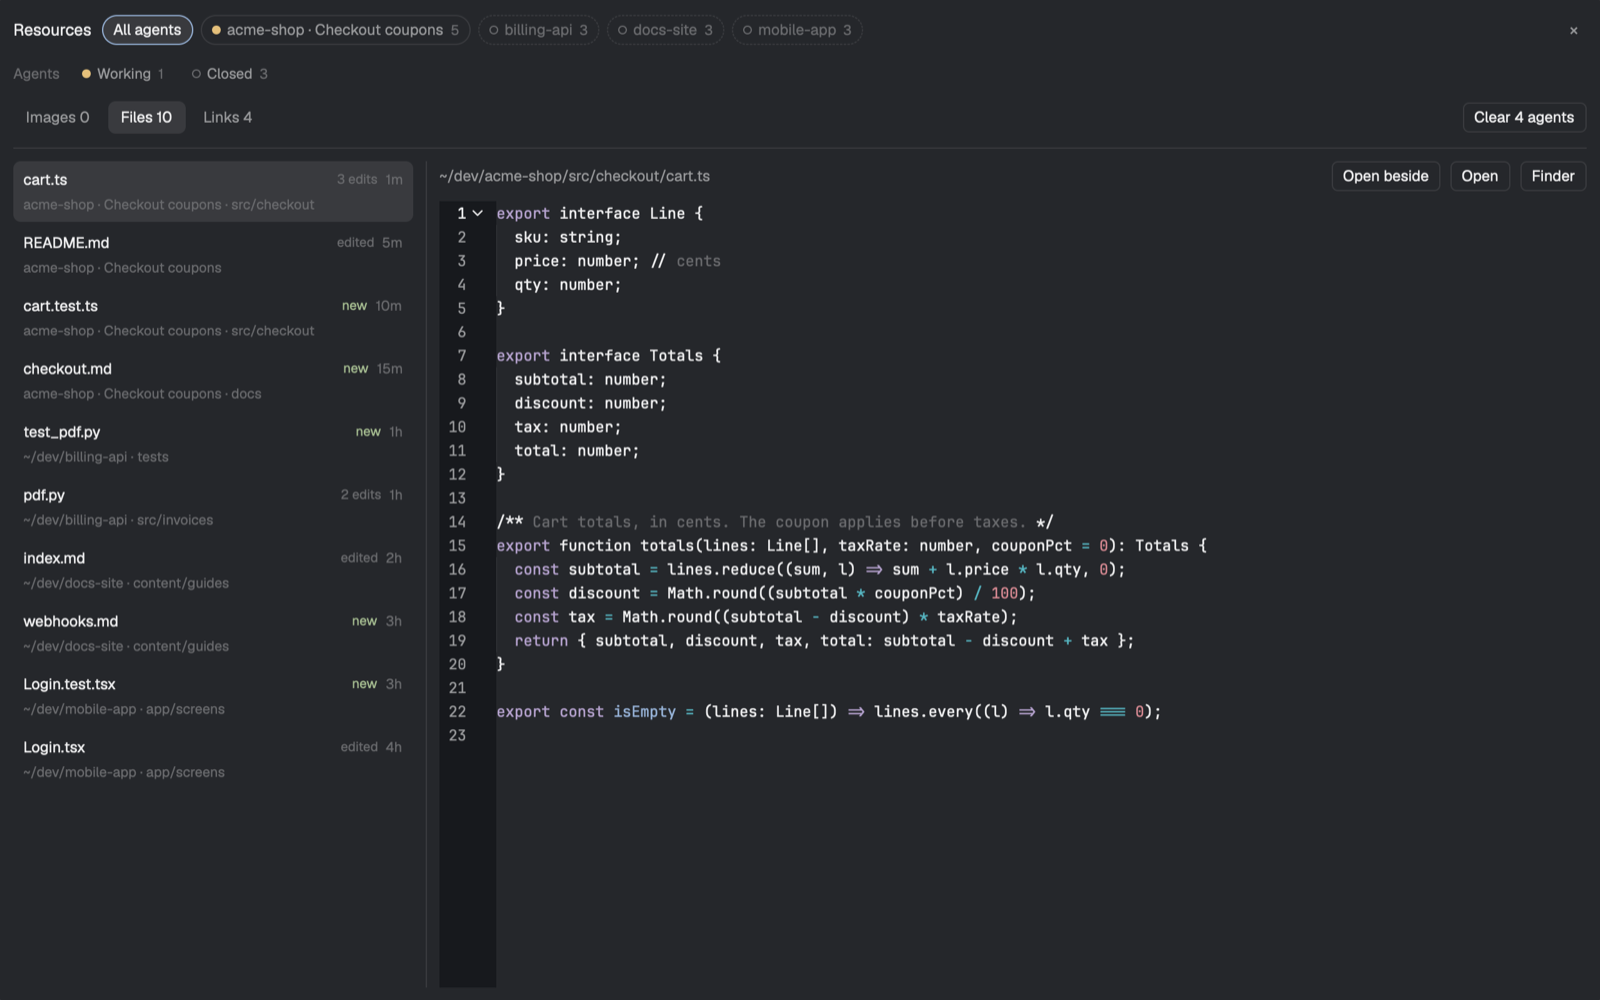 Resources All agents acme-shop · Checkout coupons 5 billing-api 3 docs-site 3 mobile-app 3 ×
Agents Working 1 Closed 3
Images 0 Files 10 Links 4 Clear 4 agents
cart.ts 3 edits 1m
acme-shop · Checkout coupons · src/checkout
README.md edited 5m
acme-shop · Checkout coupons
cart.test.ts new 10m
acme-shop · Checkout coupons · src/checkout
checkout.md new 15m
acme-shop · Checkout coupons · docs
test_pdf.py new 1h
~/dev/billing-api · tests
pdf.py 2 edits 1h
~/dev/billing-api · src/invoices
index.md edited 2h
~/dev/docs-site · content/guides
webhooks.md new 3h
~/dev/docs-site · content/guides
Login.test.tsx new 3h
~/dev/mobile-app · app/screens
Login.tsx edited 4h
~/dev/mobile-app · app/screens
~/dev/acme-shop/src/checkout/cart.ts Open beside Open Finder
1 export interface Line {
2   sku: string;
3   price: number; // cents
4   qty: number;
5 }
6
7 export interface Totals {
8   subtotal: number;
9   discount: number;
10   tax: number;
11   total: number;
12 }
13
14 /** Cart totals, in cents. The coupon applies before taxes. */
15 export function totals(lines: Line[], taxRate: number, couponPct = 0): Totals {
16   const subtotal = lines.reduce((sum, l) => sum + l.price * l.qty, 0);
17   const discount = Math.round((subtotal * couponPct) / 100);
18   const tax = Math.round((subtotal - discount) * taxRate);
19   return { subtotal, discount, tax, total: subtotal - discount + tax };
20 }
21
22 export const isEmpty = (lines: Line[]) => lines.every((l) => l.qty === 0);
23